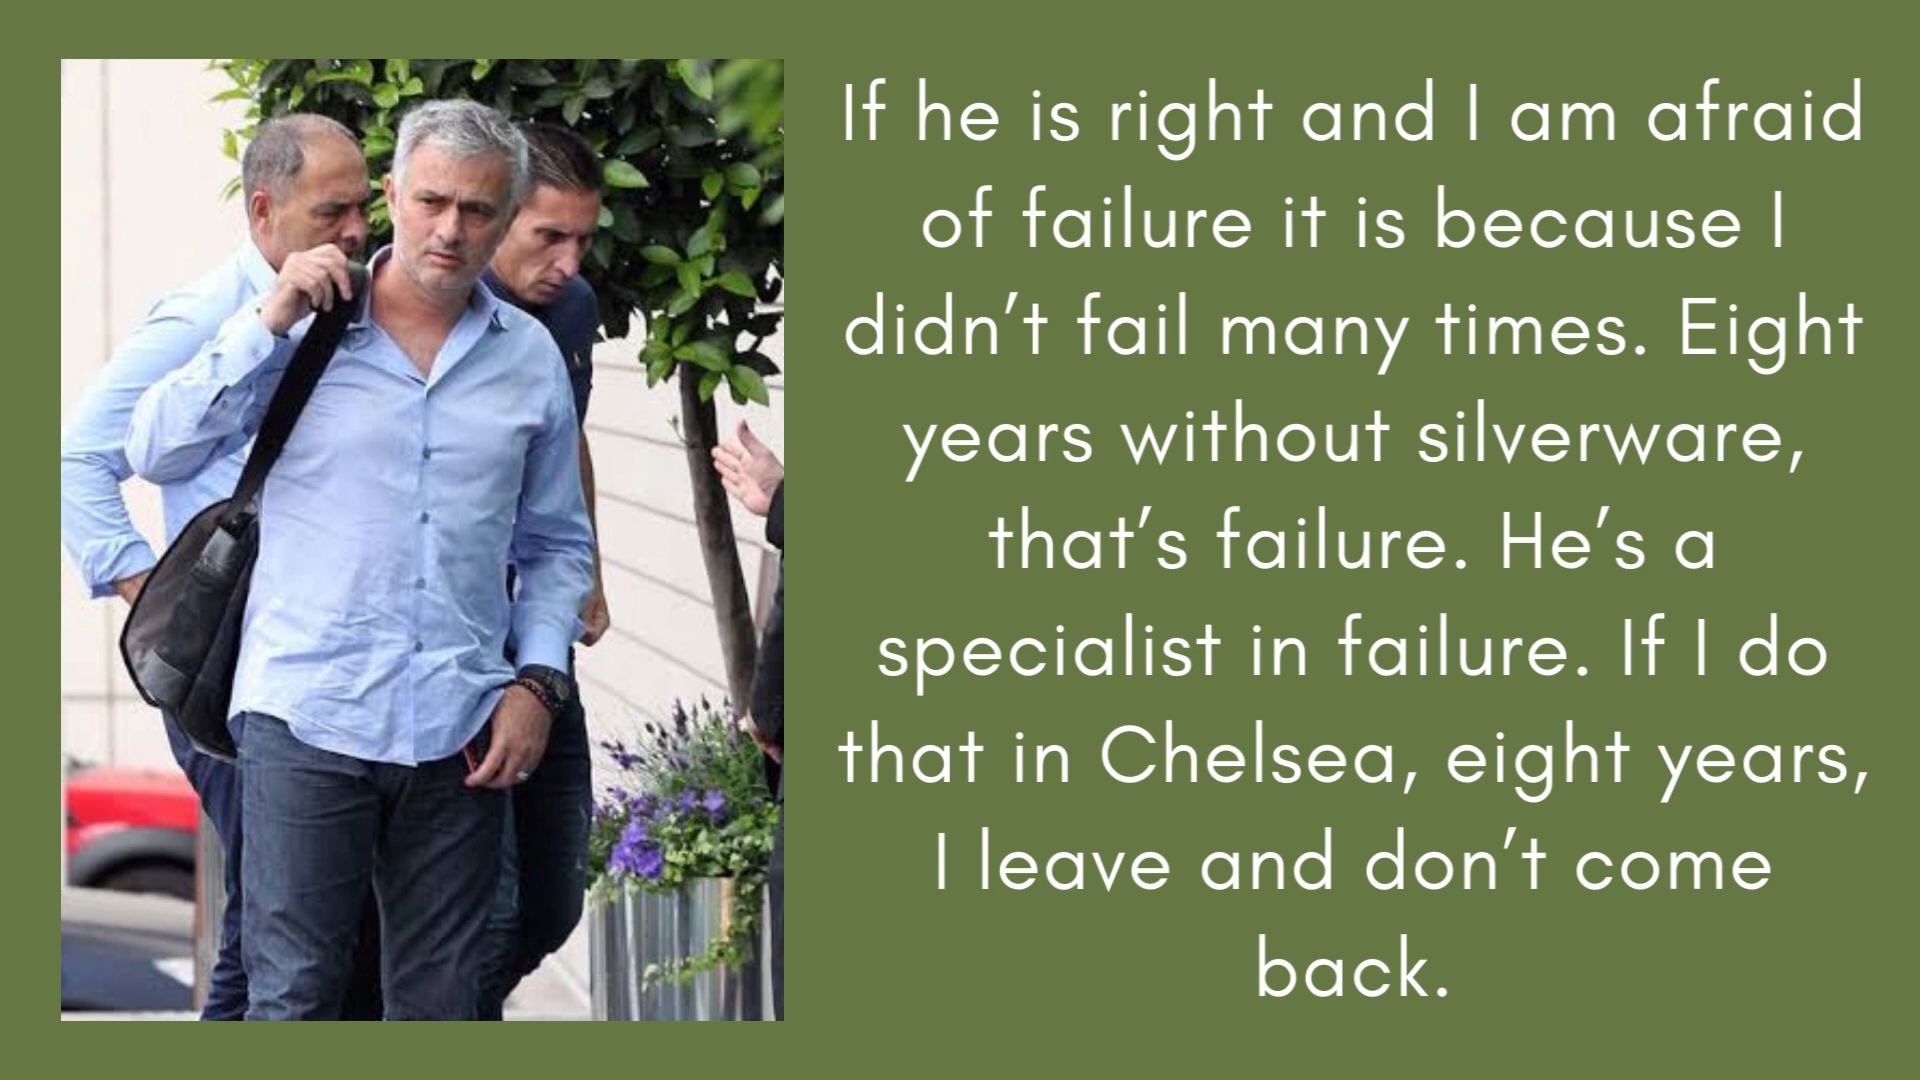 If he is right and I am afraid
of failure it is because I
didn’t fail many times. Eight
years without silverware,
that’s failure. He’s a
specialist in failure. If I do
that in Chelsea, eight years,
I leave and don’t come
back.